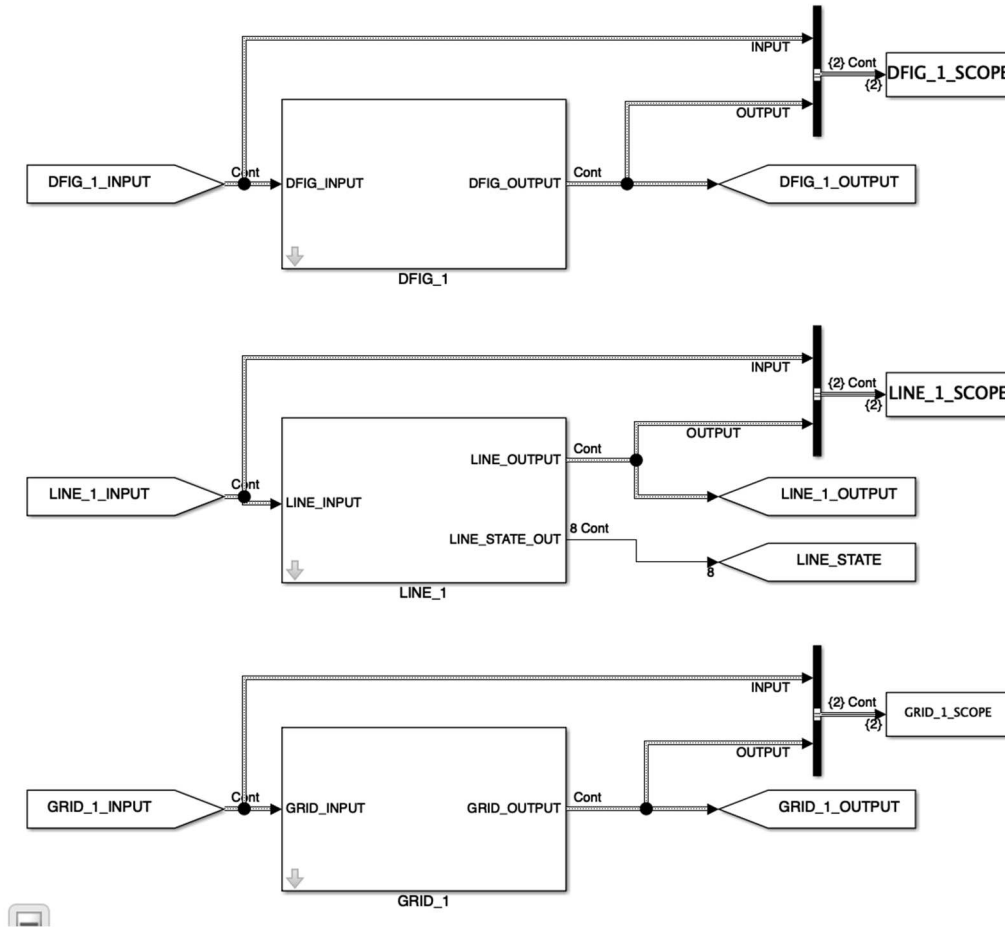 INPUT
{2} Cont
DFIG_1_SCOPE
{2}
OUTPUT
DFIG_1_INPUT
Cont
DFIG_INPUT
DFIG_OUTPUT
Cont
DFIG_1_OUTPUT
DFIG_1
INPUT
{2} Cont
LINE_1_SCOPE
{2}
OUTPUT
LINE_1_INPUT
Cont
LINE_INPUT
LINE_OUTPUT
Cont
LINE_1_OUTPUT
LINE_STATE_OUT
8 Cont
8
LINE_STATE
LINE_1
INPUT
{2} Cont
GRID_1_SCOPE
{2}
OUTPUT
GRID_1_INPUT
Cont
GRID_INPUT
GRID_OUTPUT
Cont
GRID_1_OUTPUT
GRID_1